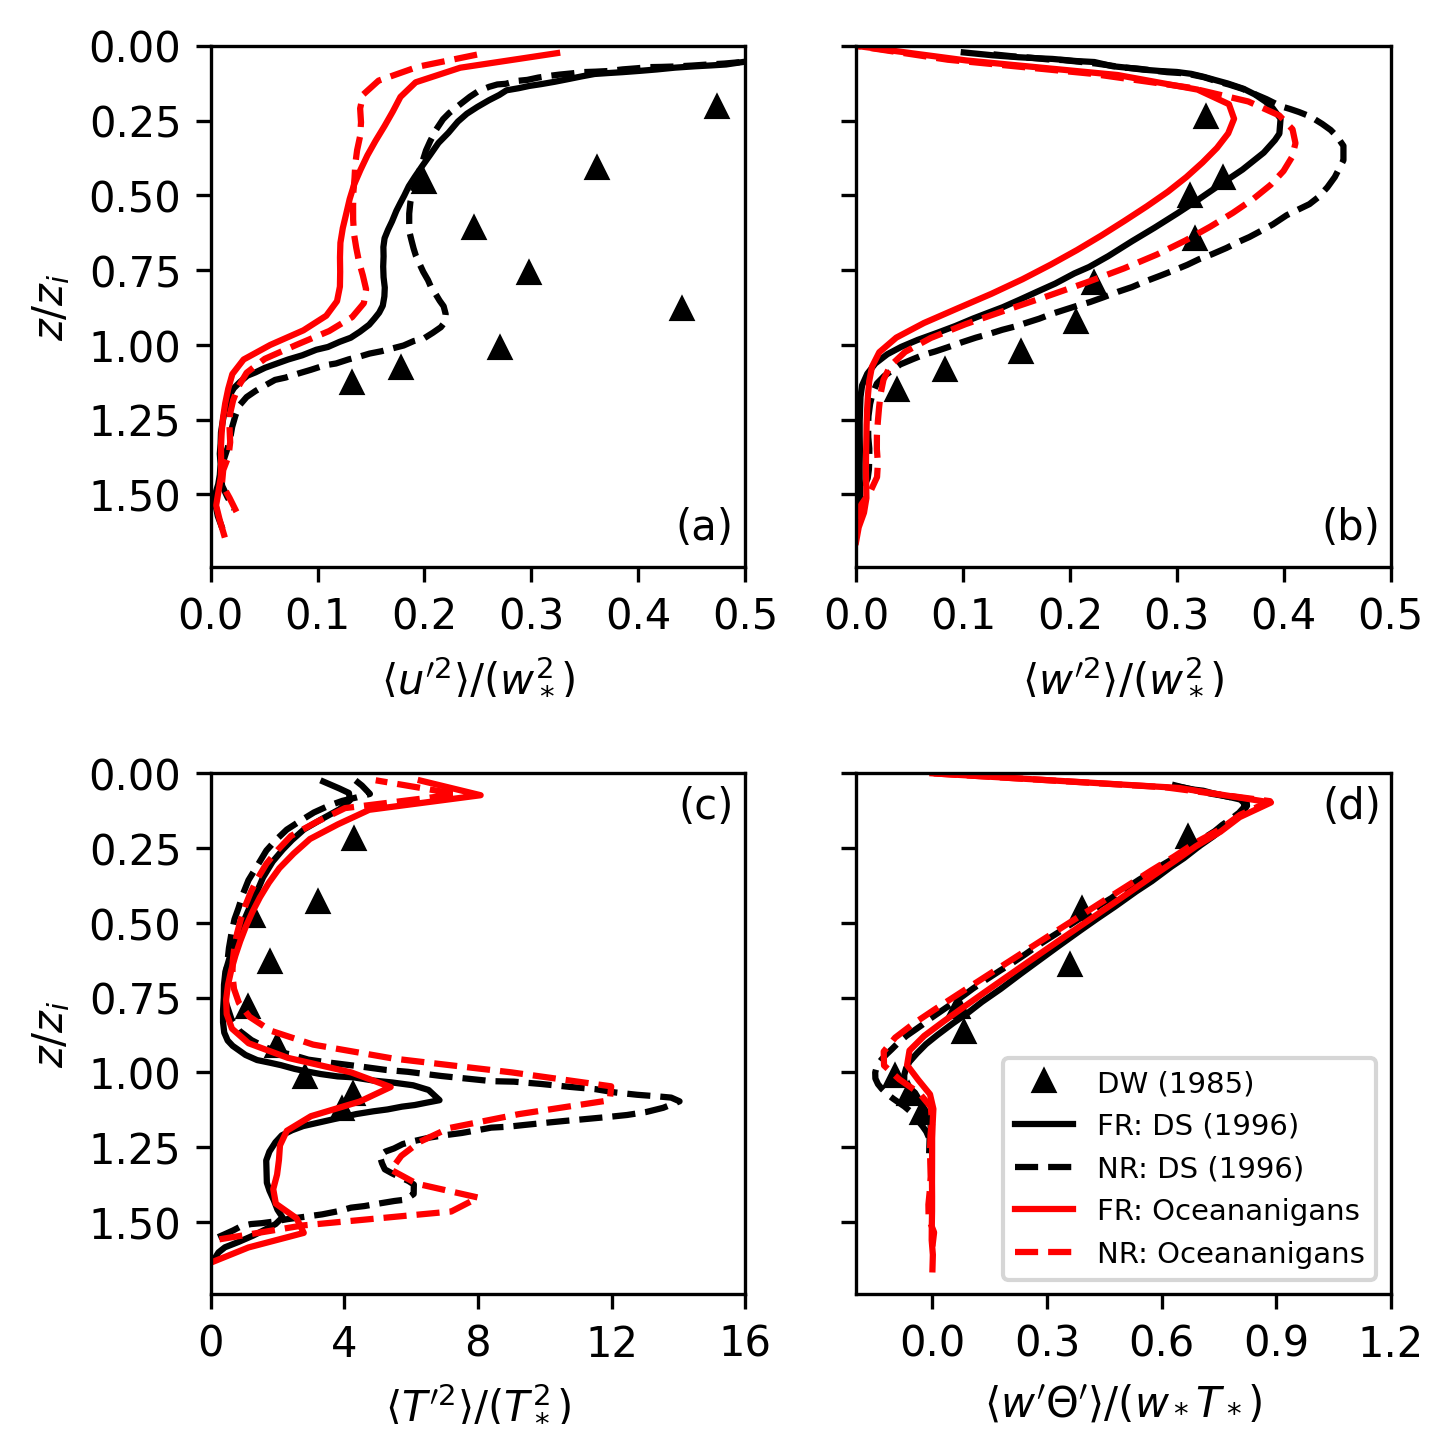 0.00
0.25
0.50
0.75
1.00
1.25
1.50
z/z_i
(a)
0.0 0.1 0.2 0.3 0.4 0.5
⟨u′²⟩/(w_*²)
(b)
0.0 0.1 0.2 0.3 0.4 0.5
⟨w′²⟩/(w_*²)
0.00
0.25
0.50
0.75
1.00
1.25
1.50
z/z_i
(c)
0 4 8 12 16
⟨T′²⟩/(T_*²)
(d)
DW (1985)
FR: DS (1996)
NR: DS (1996)
FR: Oceananigans
NR: Oceananigans
0.0 0.3 0.6 0.9 1.2
⟨w′Θ′⟩/(w_*T_*)